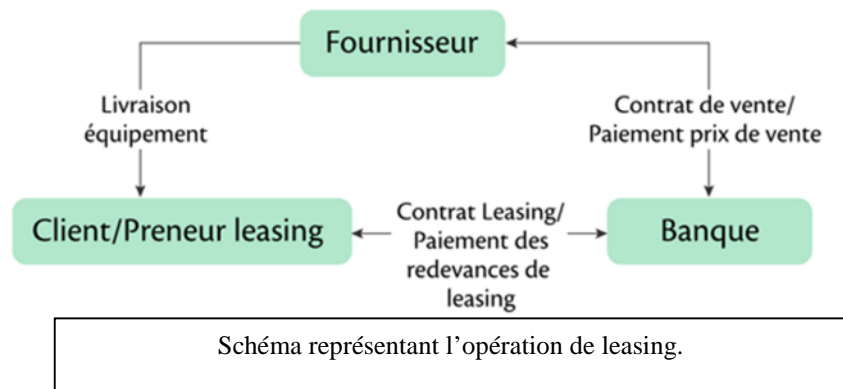 Fournisseur
Livraison
équipement
Contrat de vente/
Paiement prix de vente
Client/Preneur leasing
Contrat Leasing/
Paiement des
redevances de
leasing
Banque
Schéma représentant l’opération de leasing.